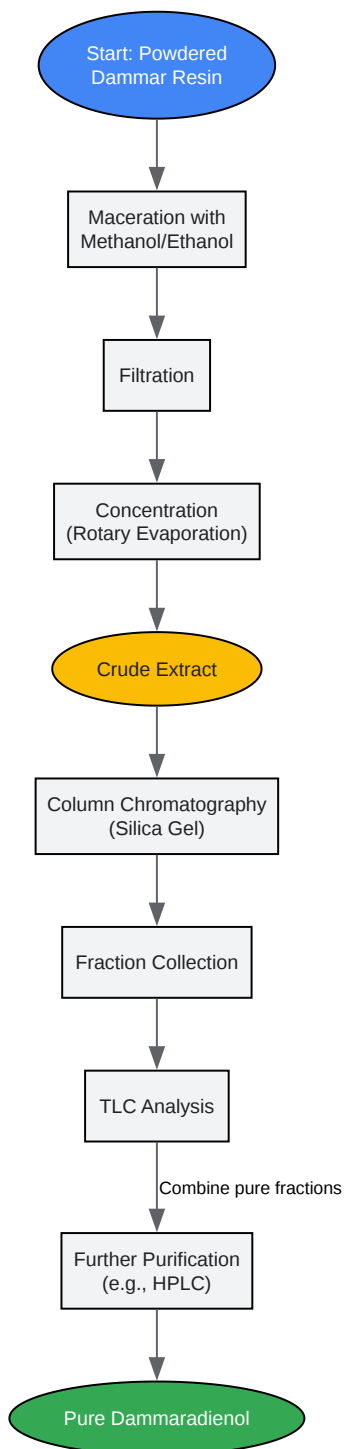 Start: Powdered
Dammar Resin
Maceration with
Methanol/Ethanol
Filtration
Concentration
(Rotary Evaporation)
Crude Extract
Column Chromatography
(Silica Gel)
Fraction Collection
TLC Analysis
Combine pure fractions
Further Purification
(e.g., HPLC)
Pure Dammaradienol